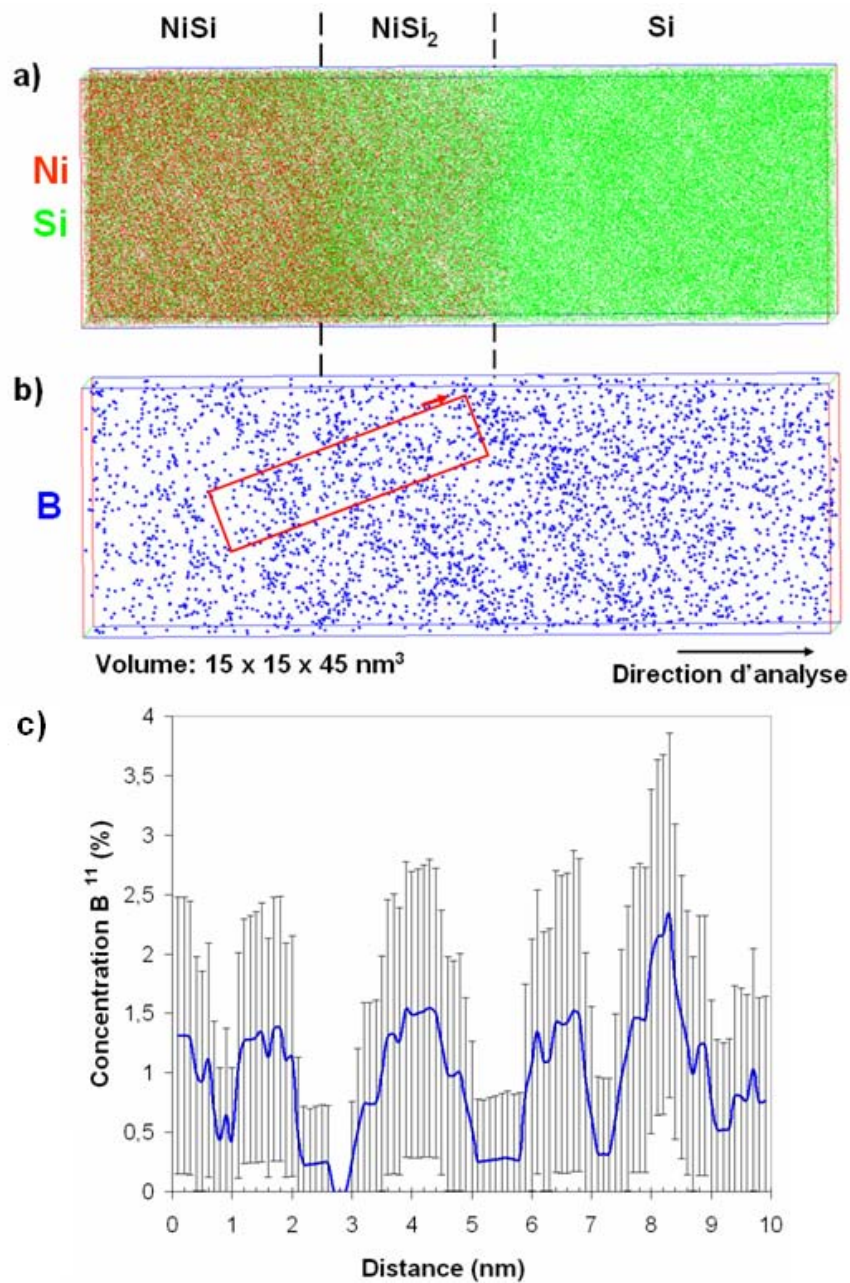 NiSi NiSi₂ Si
a)
Ni
Si
b)
B
Volume: 15 x 15 x 45 nm³
Direction d'analyse
c)
Concentration B ¹¹ (%)
4
3,5
3
2,5
2
1,5
1
0,5
0
0 1 2 3 4 5 6 7 8 9 10
Distance (nm)